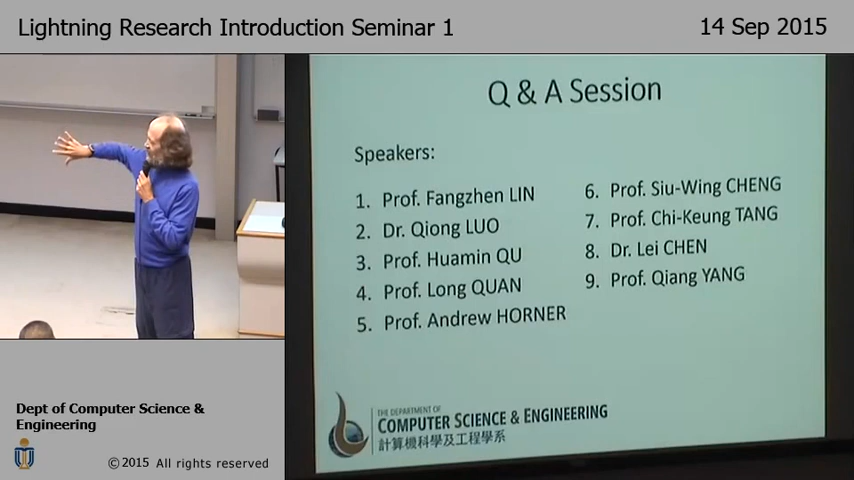 Lightning Research Introduction Seminar 1
14 Sep 2015
Q & A Session
Speakers:
1. Prof. Fangzhen LIN
2. Dr. Qiong LUO
3. Prof. Huamin QU
4. Prof. Long QUAN
5. Prof. Andrew HORNER
6. Prof. Siu-Wing CHENG
7. Prof. Chi-Keung TANG
8. Dr. Lei CHEN
9. Prof. Qiang YANG
THE DEPARTMENT OF
COMPUTER SCIENCE & ENGINEERING
計算機科學及工程學系
Dept of Computer Science &
Engineering
©2015 All rights reserved